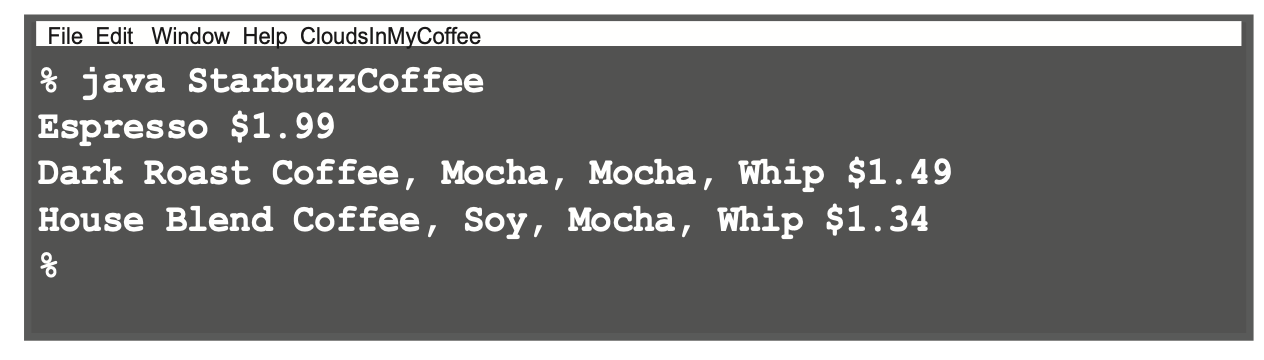 File Edit Window Help CloudsInMyCoffee
% java StarbuzzCoffee
Espresso $1.99
Dark Roast Coffee, Mocha, Mocha, Whip $1.49
House Blend Coffee, Soy, Mocha, Whip $1.34
%